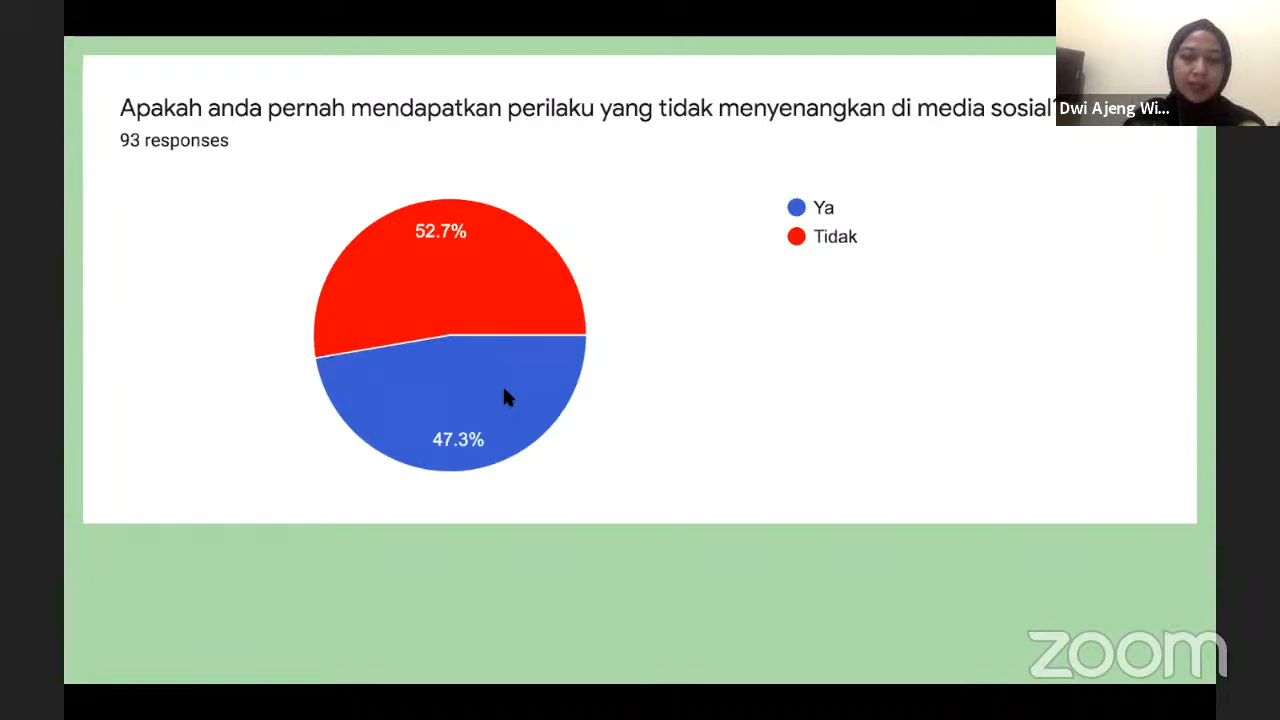 Apakah anda pernah mendapatkan perilaku yang tidak menyenangkan di media sosial?
Dwi Ajeng Wi...
93 responses
Ya
Tidak
52.7%
47.3%
zoom